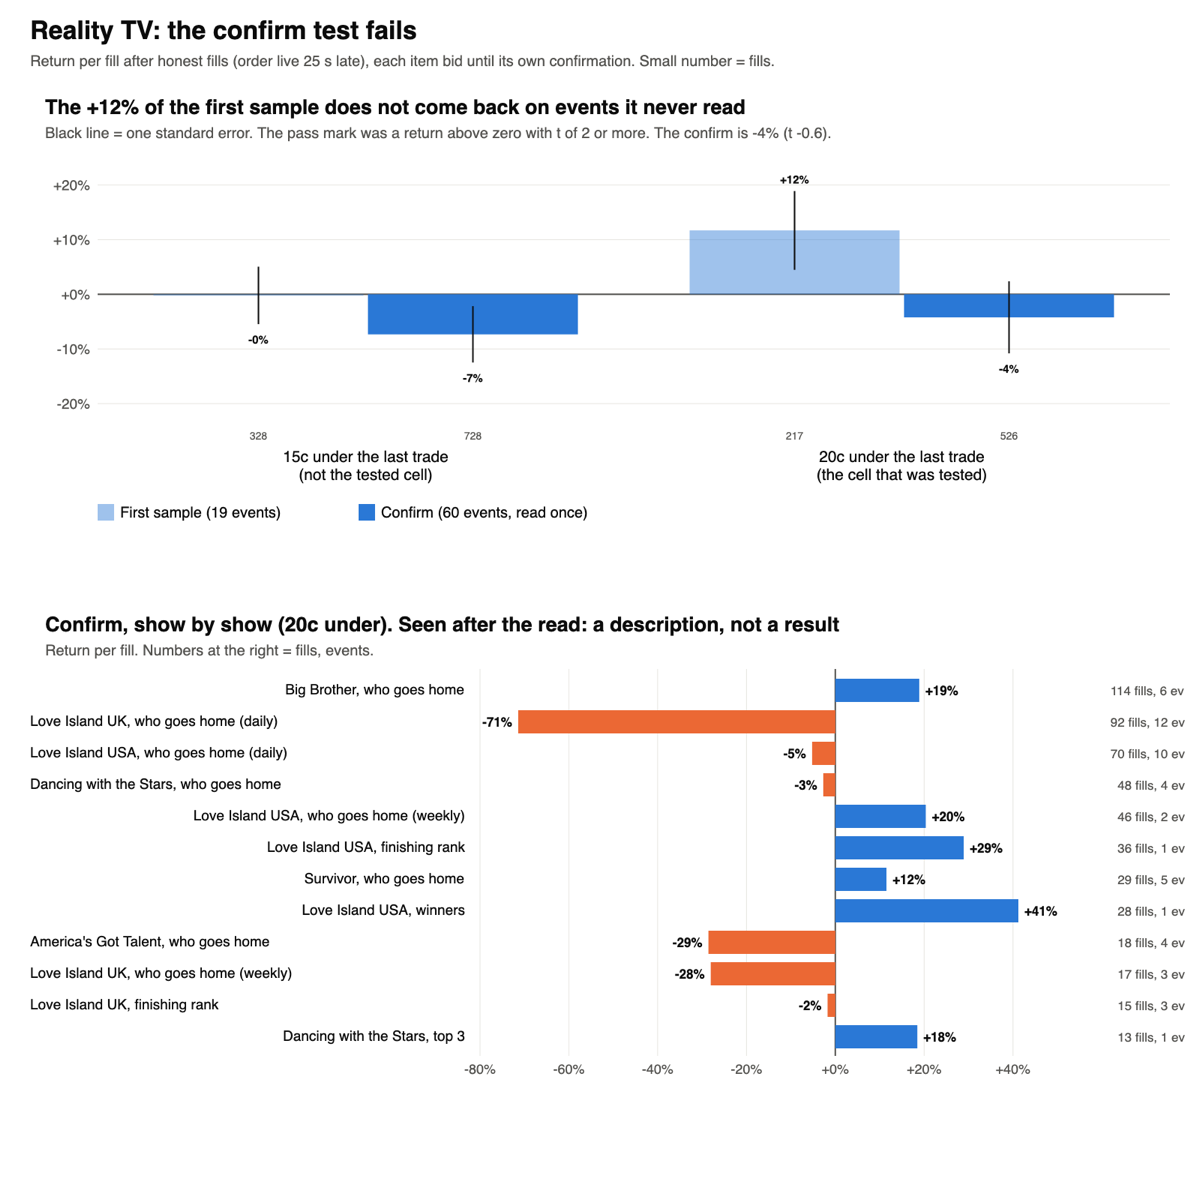 Reality TV: the confirm test fails
Return per fill after honest fills (order live 25 s late), each item bid until its own confirmation. Small number = fills.
The +12% of the first sample does not come back on events it never read
Black line = one standard error. The pass mark was a return above zero with t of 2 or more. The confirm is -4% (t -0.6).
+20%
+10%
+0%
-10%
-20%
-0%
-7%
+12%
-4%
328
728
217
526
15c under the last trade
(not the tested cell)
20c under the last trade
(the cell that was tested)
First sample (19 events)
Confirm (60 events, read once)
Confirm, show by show (20c under). Seen after the read: a description, not a result
Return per fill. Numbers at the right = fills, events.
Big Brother, who goes home +19% 114 fills, 6 ev
Love Island UK, who goes home (daily) -71% 92 fills, 12 ev
Love Island USA, who goes home (daily) -5% 70 fills, 10 ev
Dancing with the Stars, who goes home -3% 48 fills, 4 ev
Love Island USA, who goes home (weekly) +20% 46 fills, 2 ev
Love Island USA, finishing rank +29% 36 fills, 1 ev
Survivor, who goes home +12% 29 fills, 5 ev
Love Island USA, winners +41% 28 fills, 1 ev
America's Got Talent, who goes home -29% 18 fills, 4 ev
Love Island UK, who goes home (weekly) -28% 17 fills, 3 ev
Love Island UK, finishing rank -2% 15 fills, 3 ev
Dancing with the Stars, top 3 +18% 13 fills, 1 ev
-80% -60% -40% -20% +0% +20% +40%